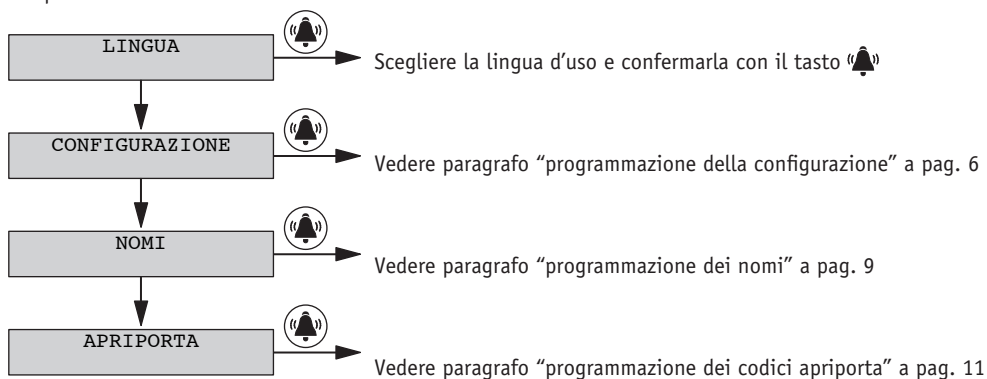 LINGUA
Scegliere la lingua d’uso e confermarla con il tasto
CONFIGURAZIONE
Vedere paragrafo “programmazione della configurazione” a pag. 6
NOMI
Vedere paragrafo “programmazione dei nomi” a pag. 9
APRIPORTA
Vedere paragrafo “programmazione dei codici apriporta” a pag. 11